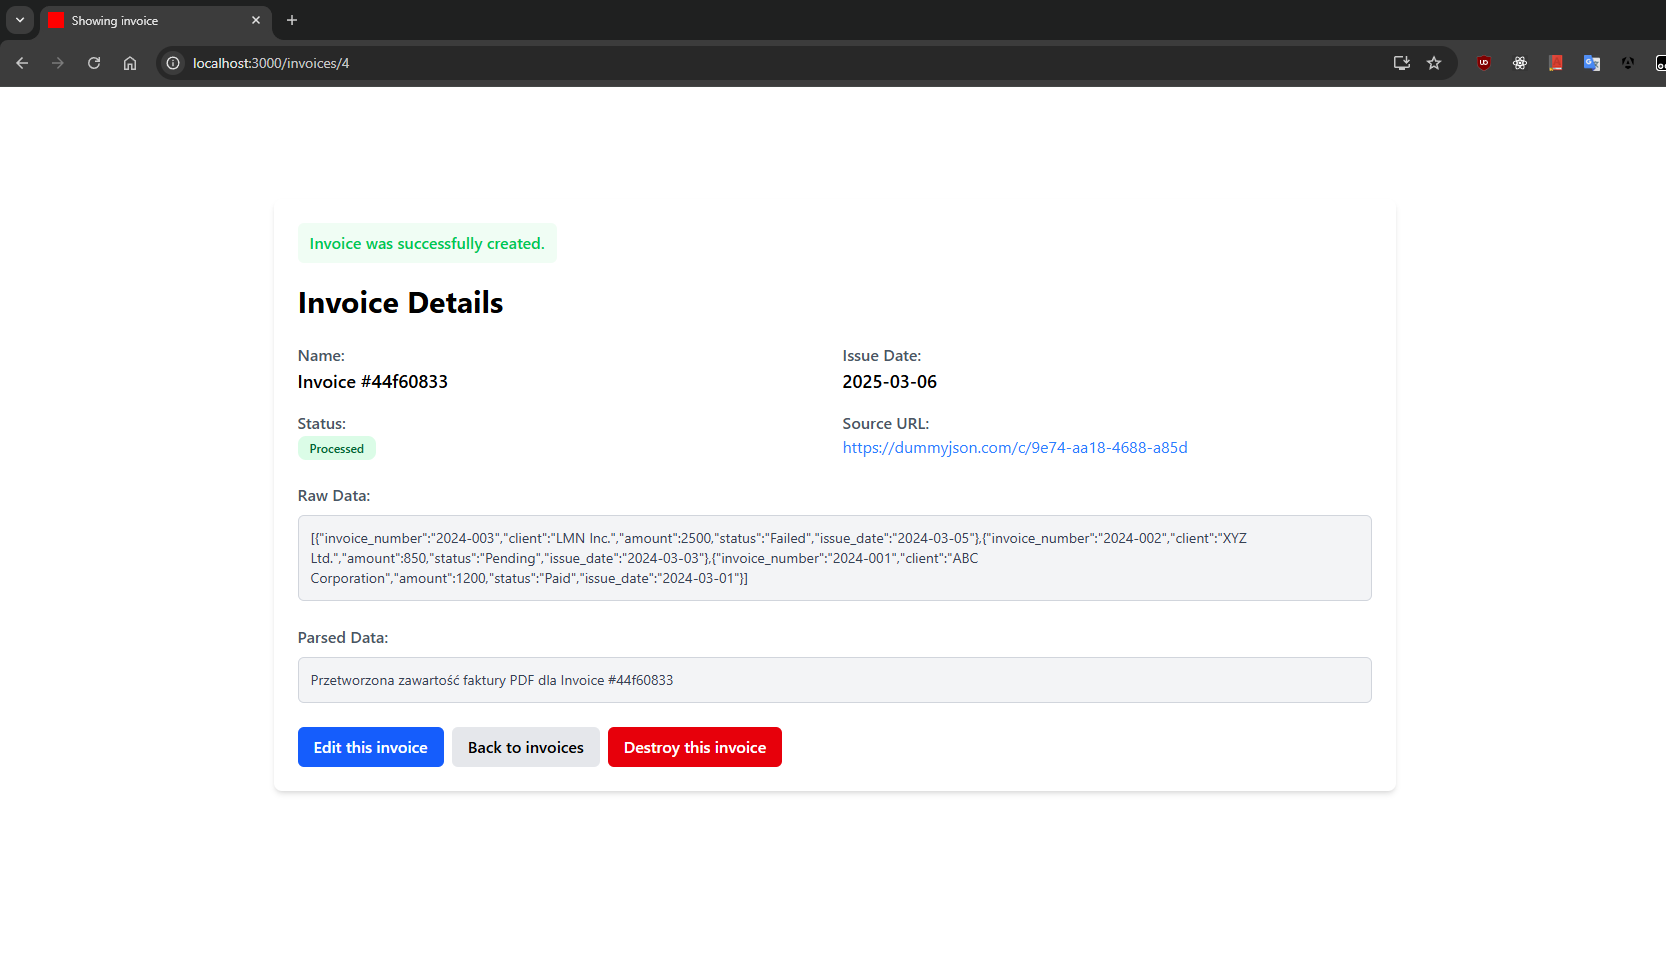 Showing invoice
localhost:3000/invoices/4
Invoice was successfully created.
Invoice Details
Name:
Invoice #44f60833
Issue Date:
2025-03-06
Status:
Processed
Source URL:
https://dummyjson.com/c/9e74-aa18-4688-a85d
Raw Data:
[{"invoice_number":"2024-003","client":"LMN Inc.","amount":2500,"status":"Failed","issue_date":"2024-03-05"},{"invoice_number":"2024-002","client":"XYZ
Ltd.","amount":850,"status":"Pending","issue_date":"2024-03-03"},{"invoice_number":"2024-001","client":"ABC
Corporation","amount":1200,"status":"Paid","issue_date":"2024-03-01"}]
Parsed Data:
Przetworzona zawartość faktury PDF dla Invoice #44f60833
Edit this invoice
Back to invoices
Destroy this invoice